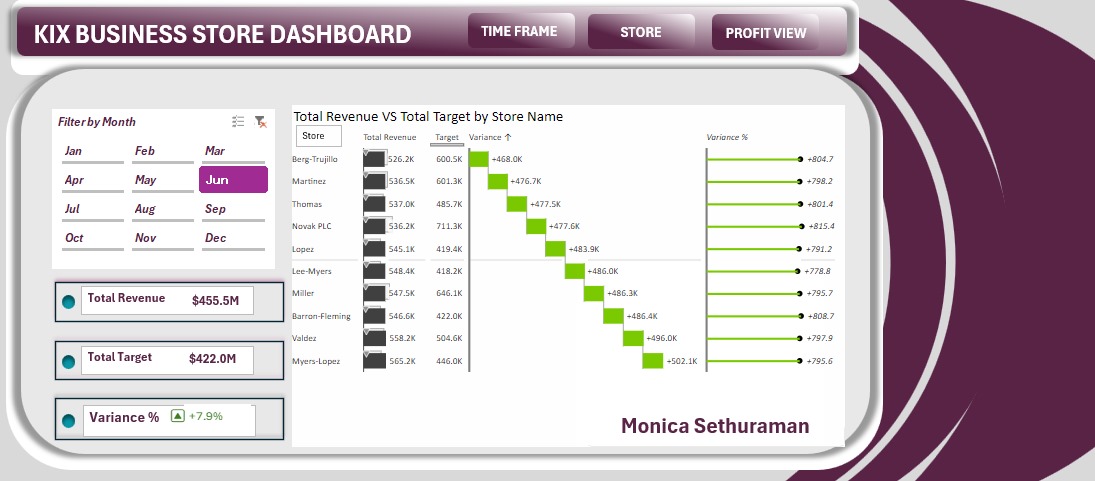 KIX BUSINESS STORE DASHBOARD
TIME FRAME
STORE
PROFIT VIEW
Filter by Month
Jan Feb Mar
Apr May Jun
Jul Aug Sep
Oct Nov Dec
Total Revenue $455.5M
Total Target $422.0M
Variance % +7.9%
Total Revenue VS Total Target by Store Name
Store Total Revenue Target Variance ↑ Variance %
Berg-Trujillo 526.2K 600.5K +468.0K +804.7
Martinez 536.5K 601.3K +476.7K +798.2
Thomas 537.0K 485.7K +477.5K +801.4
Novak PLC 536.2K 711.3K +477.6K +815.4
Lopez 545.1K 419.4K +483.9K +791.2
Lee-Myers 548.4K 418.2K +486.0K +778.8
Miller 547.5K 646.1K +486.3K +795.7
Barron-Fleming 546.6K 422.0K +486.4K +808.7
Valdez 558.2K 504.6K +496.0K +797.9
Myers-Lopez 565.2K 446.0K +502.1K +795.6
Monica Sethuraman